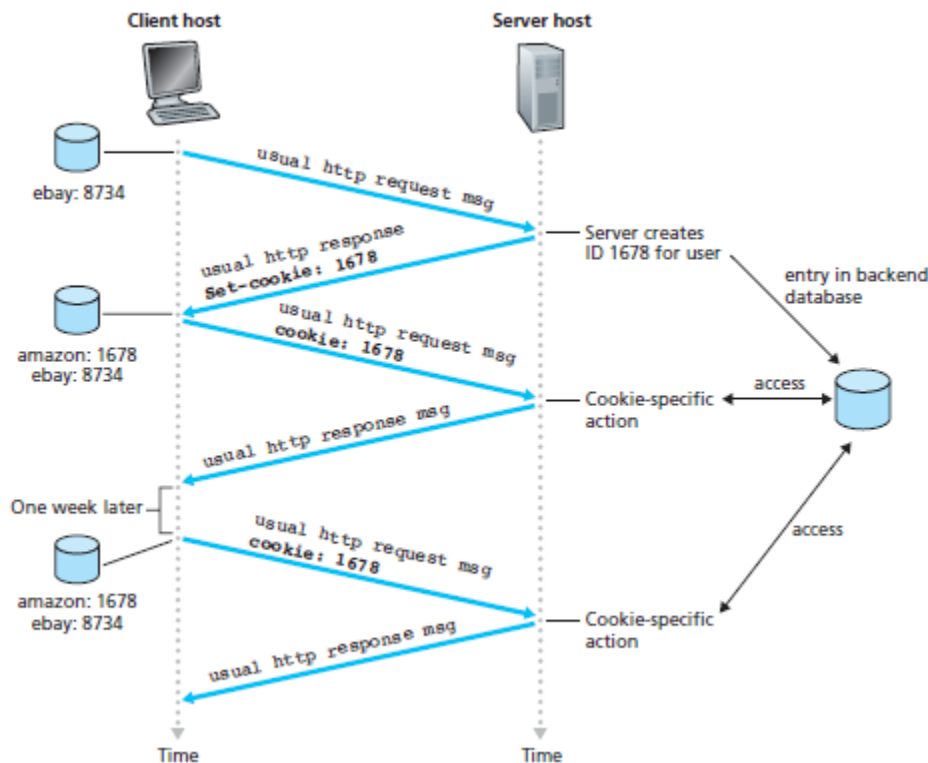 Client host
Server host
usual http request msg
ebay: 8734
Server creates
ID 1678 for user
entry in backend
database
usual http response
Set-cookie: 1678
usual http request msg
cookie: 1678
amazon: 1678
ebay: 8734
access
Cookie-specific
action
usual http response msg
One week later
usual http request msg
cookie: 1678
access
amazon: 1678
ebay: 8734
Cookie-specific
action
usual http response msg
Time
Time